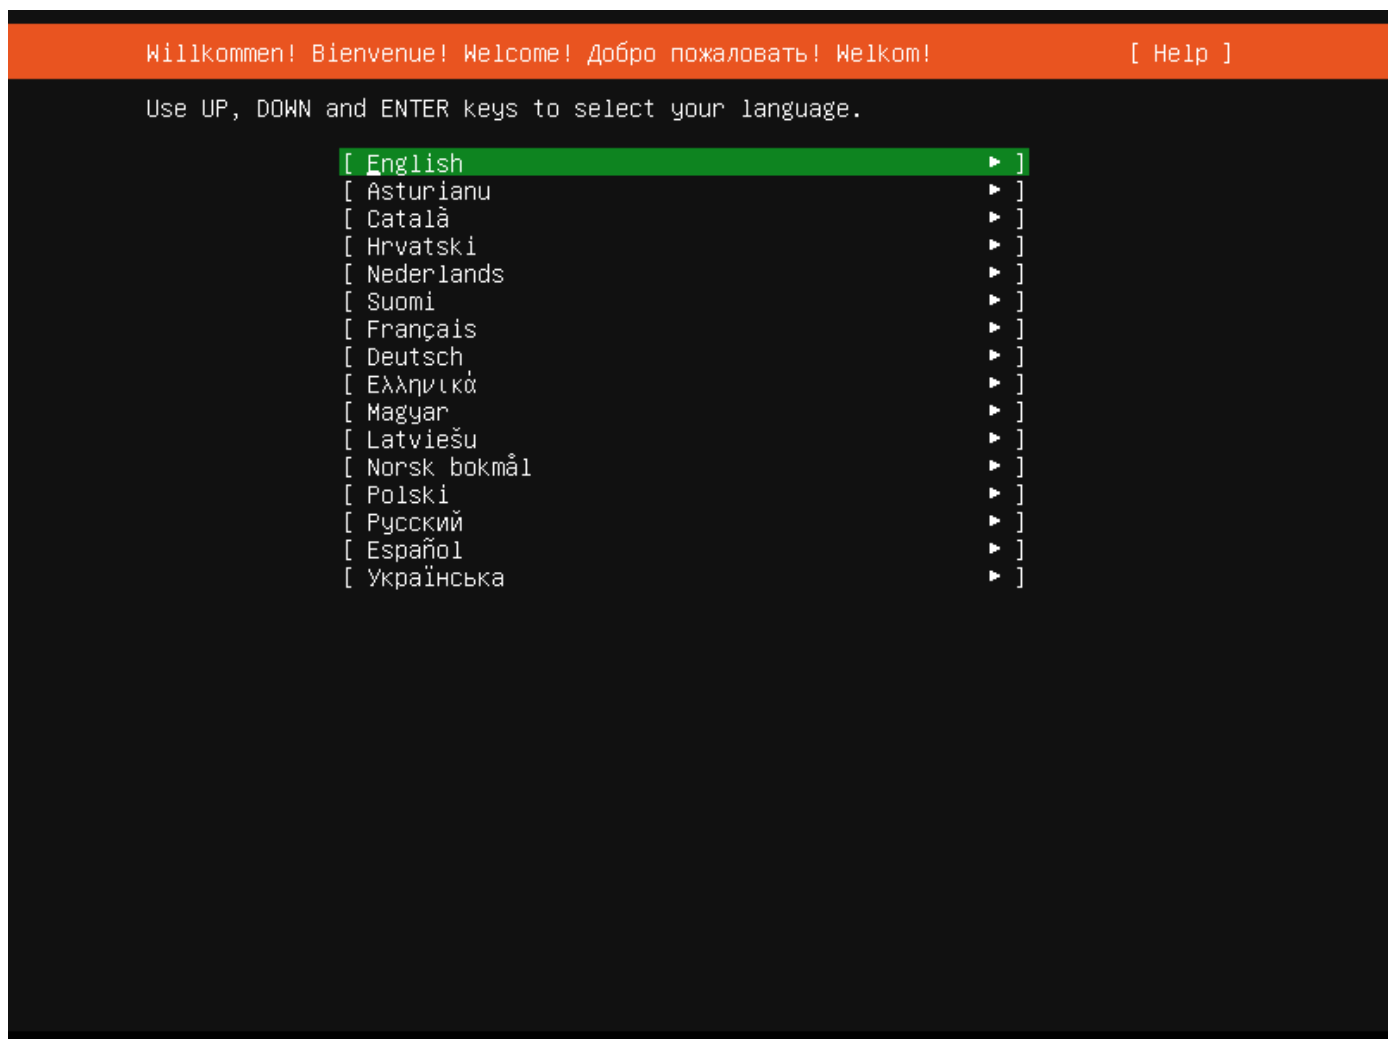 Willkommen! Bienvenue! Welcome! Добро пожаловать! Welkom! [ Help ]
Use UP, DOWN and ENTER keys to select your language.
[ English ► ]
[ Asturianu ► ]
[ Català ► ]
[ Hrvatski ► ]
[ Nederlands ► ]
[ Suomi ► ]
[ Français ► ]
[ Deutsch ► ]
[ Ελληνικά ► ]
[ Magyar ► ]
[ Latviešu ► ]
[ Norsk bokmål ► ]
[ Polski ► ]
[ Русский ► ]
[ Español ► ]
[ Українська ► ]